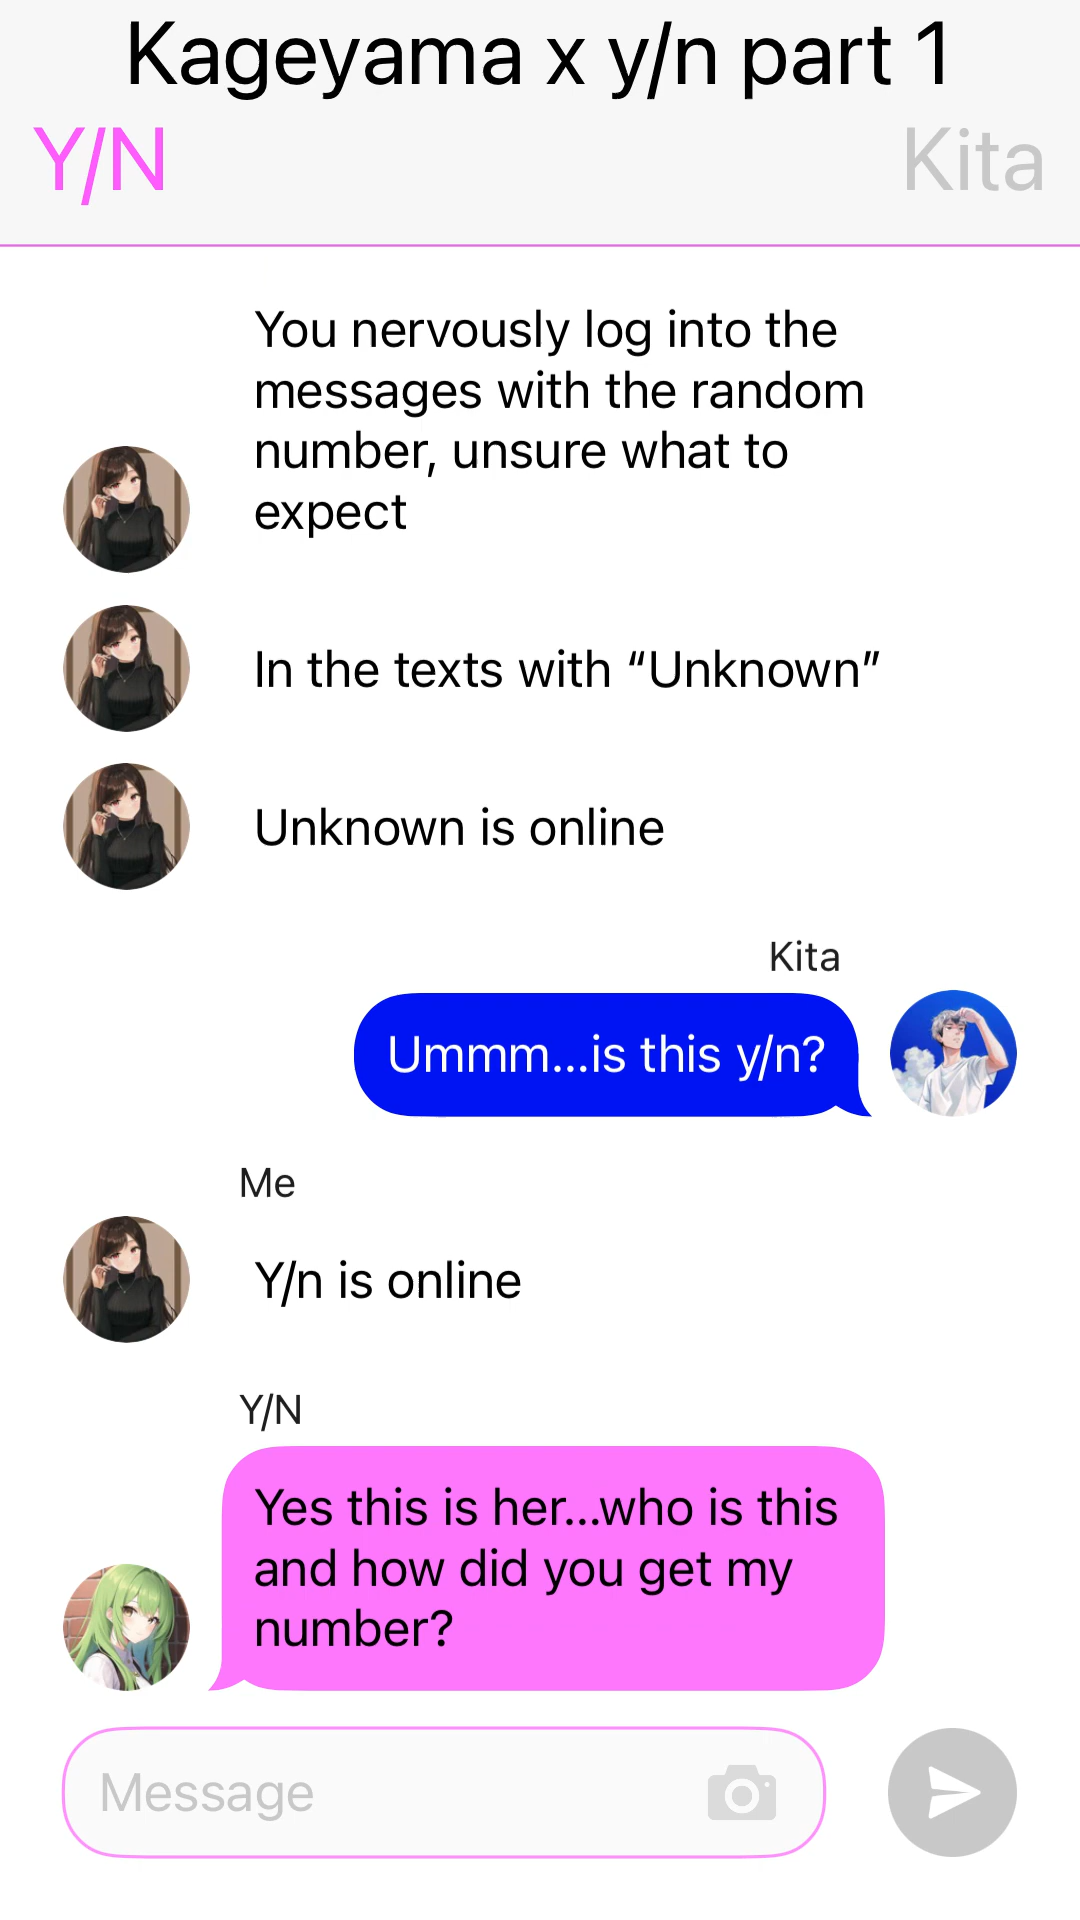 Kageyama x y/n part 1
Y/N
Kita
You nervously log into the
messages with the random
number, unsure what to
expect
In the texts with “Unknown”
Unknown is online
Kita
Ummm...is this y/n?
Me
Y/n is online
Y/N
Yes this is her...who is this
and how did you get my
number?
Message